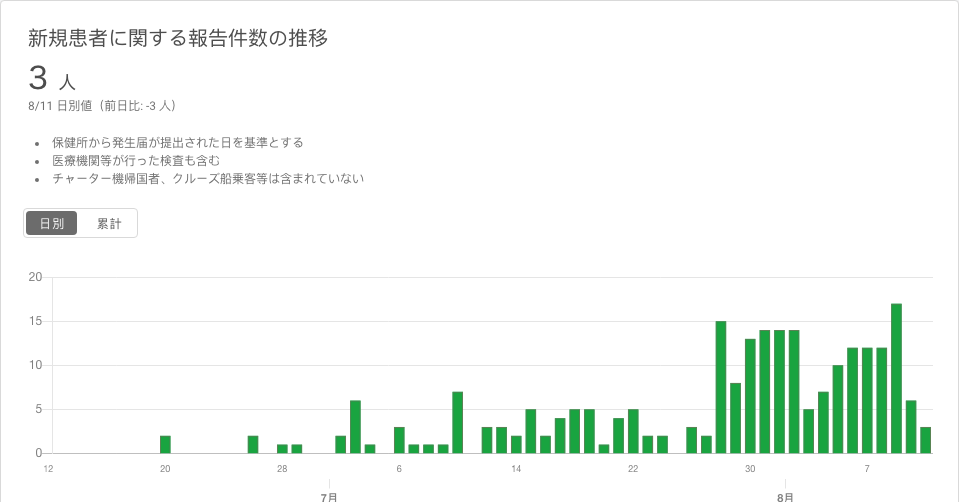 新規患者に関する報告件数の推移
3 人
8/11 日別値（前日比: -3 人）
保健所から発生届が提出された日を基準とする
医療機関等が行った検査も含む
チャーター機帰国者、クルーズ船乗客等は含まれていない
日別 累計
20
15
10
5
0
12 20 28 6 14 22 30 7
7月 8月